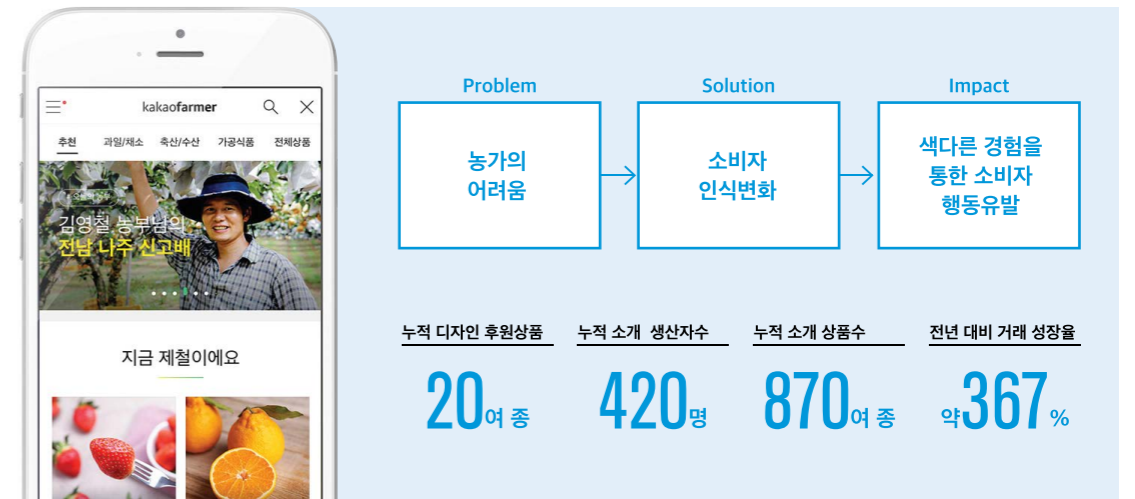 kakaofarmer
추천 과일/채소 축산/수산 가공식품 전체상품
김영철 농부님의
전남 나주 신고배
지금 제철이에요
Problem
농가의
어려움
Solution
소비자
인식변화
Impact
색다른 경험을
통한 소비자
행동유발
누적 디자인 후원상품
20여 종
누적 소개 생산자수
420명
누적 소개 상품수
870여 종
전년 대비 거래 성장율
약367%